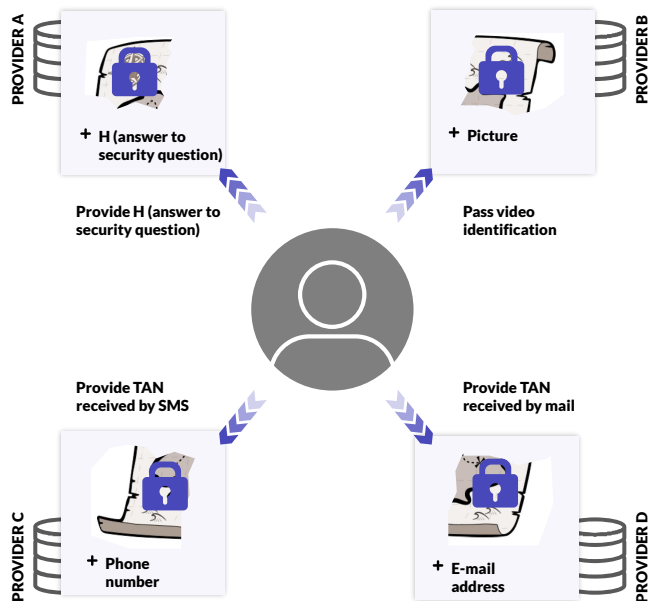 PROVIDER A
PROVIDER B
+ H (answer to
security question)
+ Picture
Provide H (answer to
security question)
Pass video
identification
Provide TAN
received by SMS
Provide TAN
received by mail
PROVIDER C
PROVIDER D
+ Phone
number
+ E-mail
address